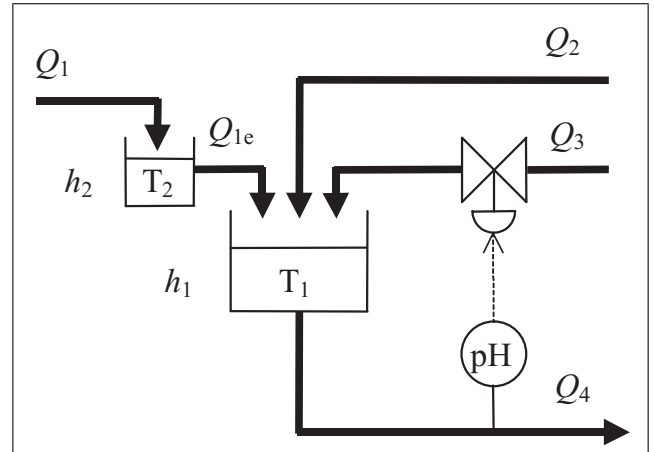 Q₁
Q₂
Q₁ₑ
Q₃
h₂
T₂
h₁
T₁
pH
Q₄